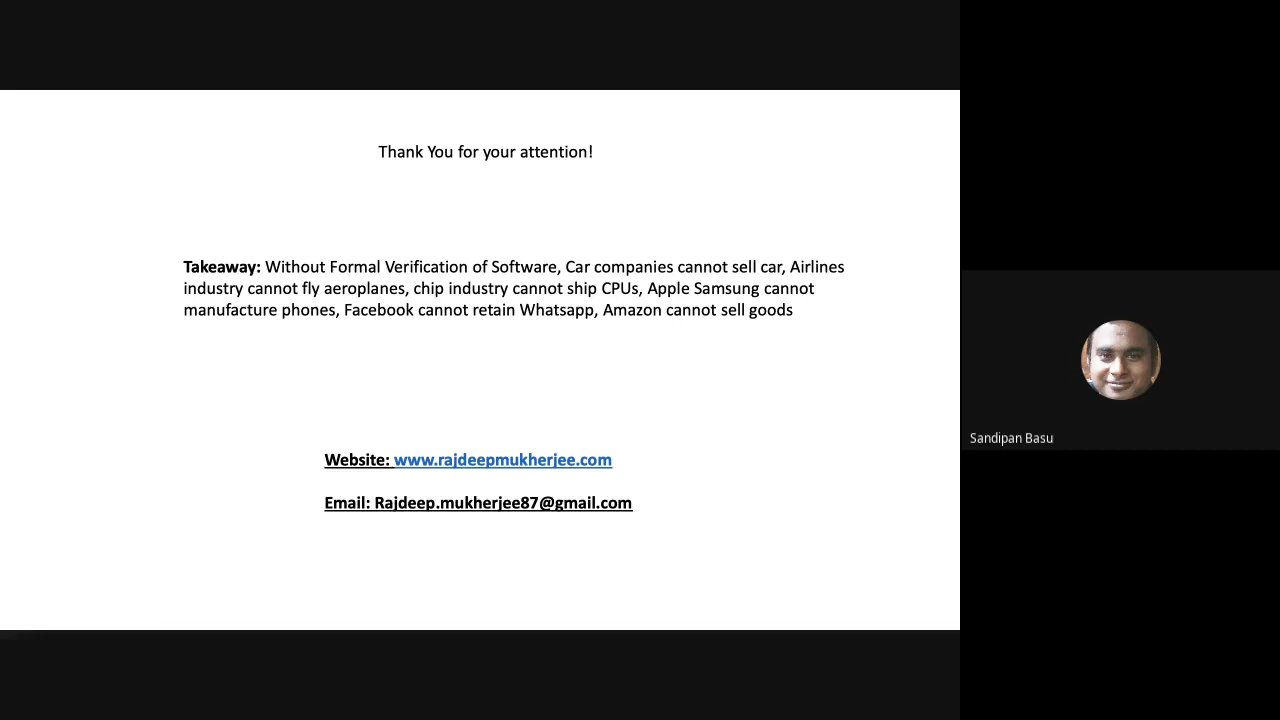 Thank You for your attention!
Takeaway: Without Formal Verification of Software, Car companies cannot sell car, Airlines
industry cannot fly aeroplanes, chip industry cannot ship CPUs, Apple Samsung cannot
manufacture phones, Facebook cannot retain Whatsapp, Amazon cannot sell goods
Website: www.rajdeepmukherjee.com
Email: Rajdeep.mukherjee87@gmail.com
Sandipan Basu